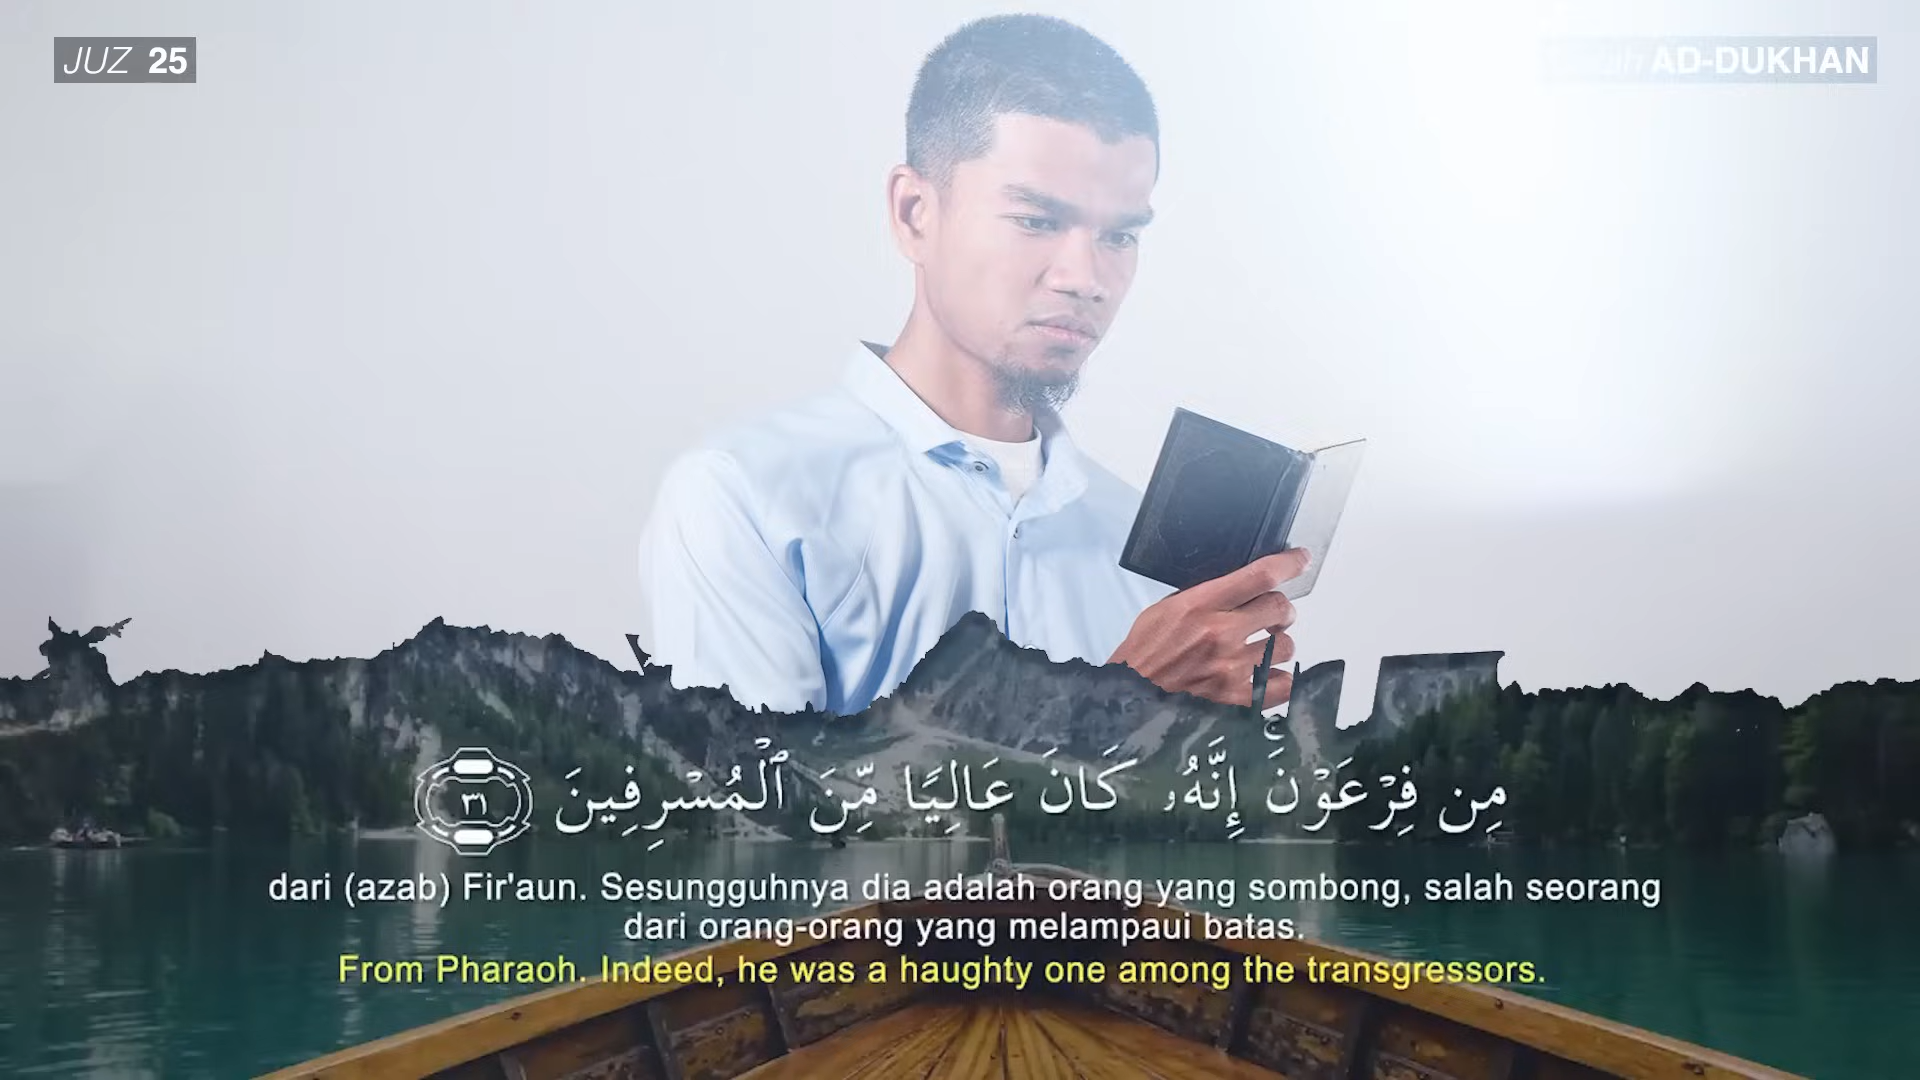 JUZ 25
AD-DUKHAN
مِن فِرْعَوْنَ ۚ إِنَّهُۥ كَانَ عَالِيًا مِّنَ ٱلْمُسْرِفِينَ ٣١
dari (azab) Fir'aun. Sesungguhnya dia adalah orang yang sombong, salah seorang
dari orang-orang yang melampaui batas.
From Pharaoh. Indeed, he was a haughty one among the transgressors.